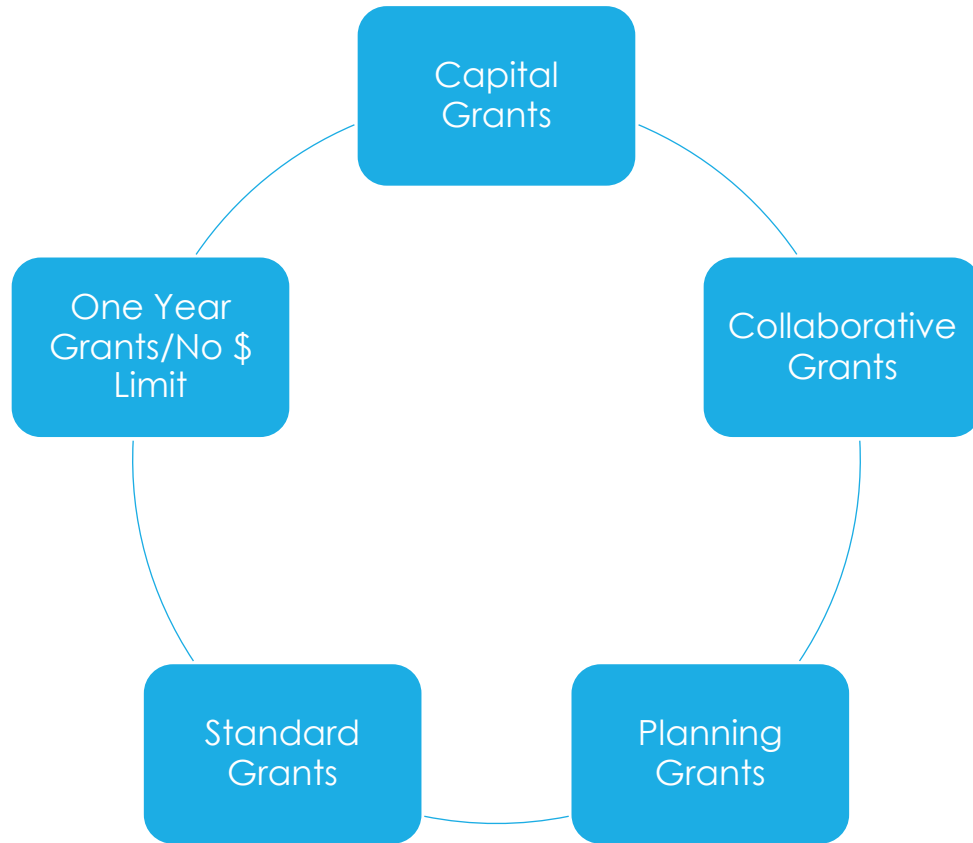 Capital
Grants
One Year
Grants/No $
Limit
Collaborative
Grants
Standard
Grants
Planning
Grants